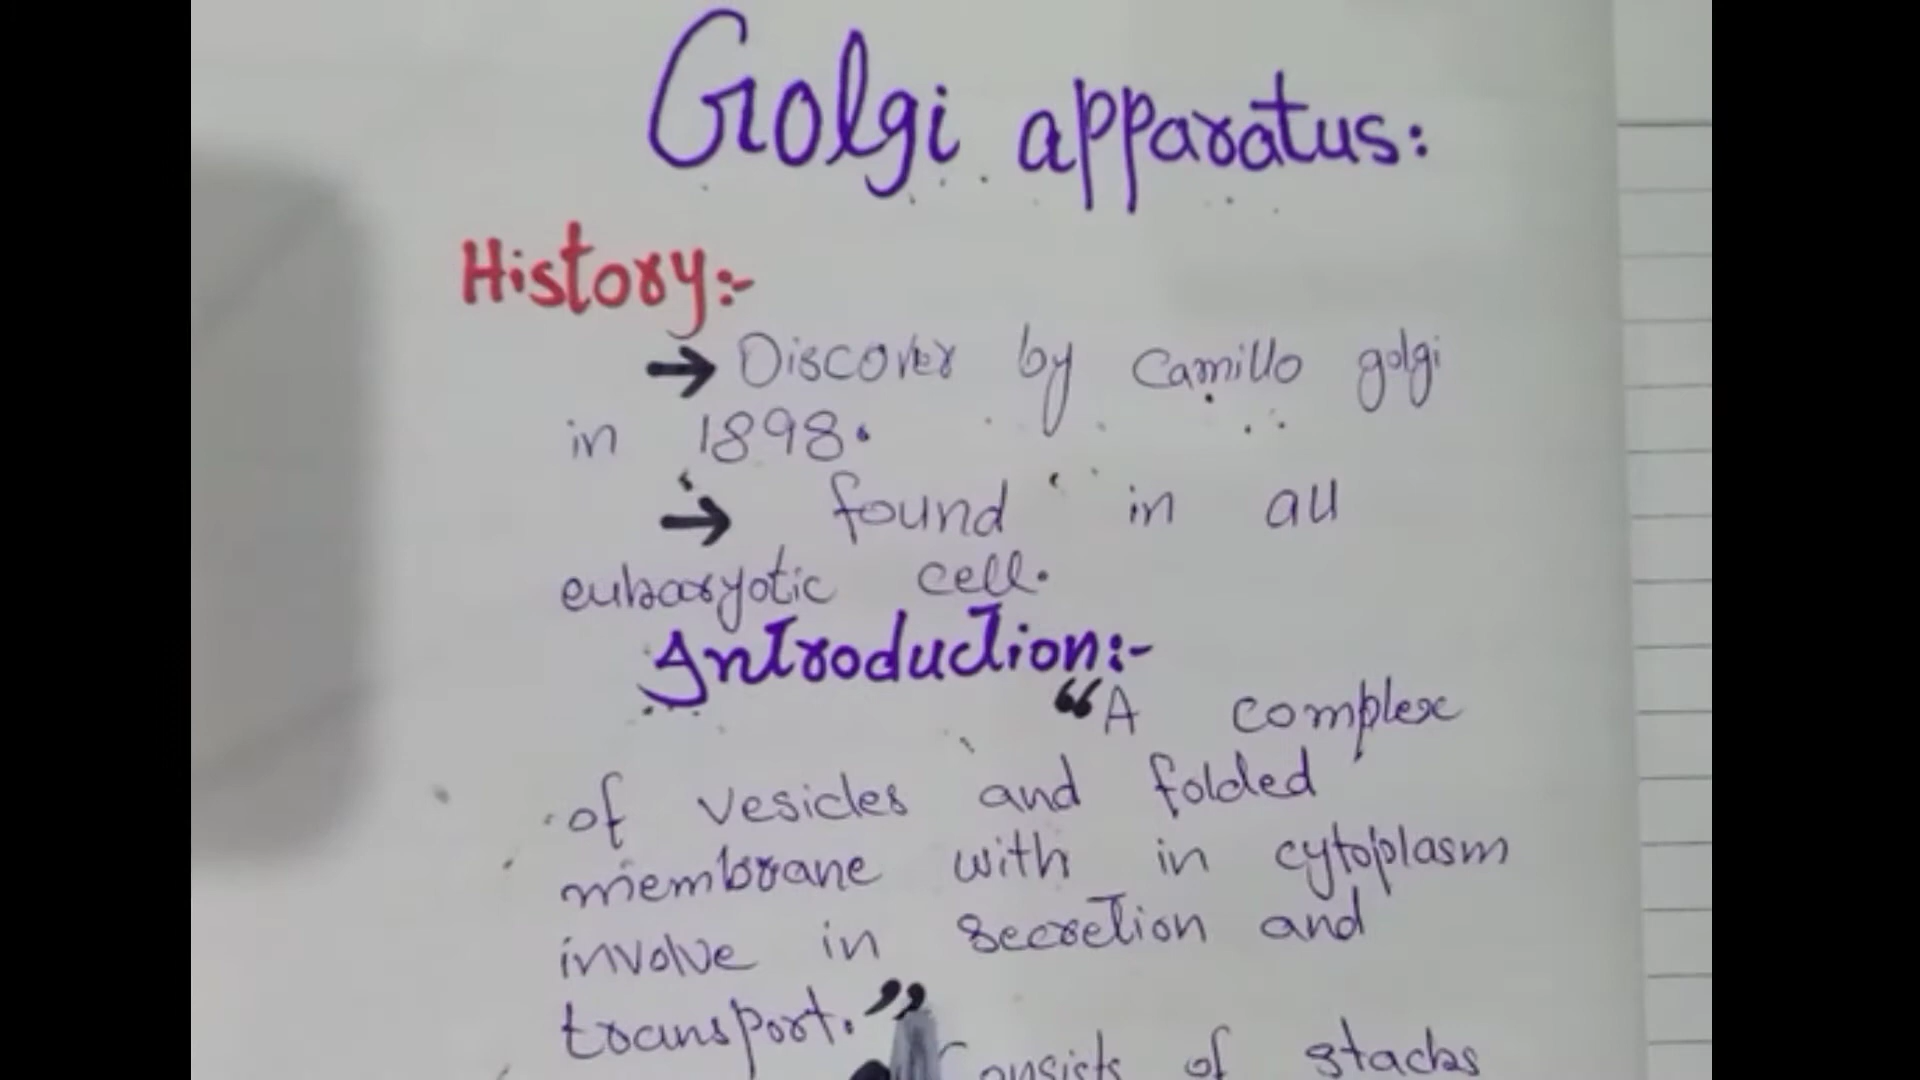 Golgi apparatus:
History:-
→ Discover by Camillo golgi
in 1898.
→ found in all
eukaryotic cell.
Introduction:-
“A complex
of vesicles and folded
membrane with in cytoplasm
involve in secretion and
transport.”
Consists of stacks